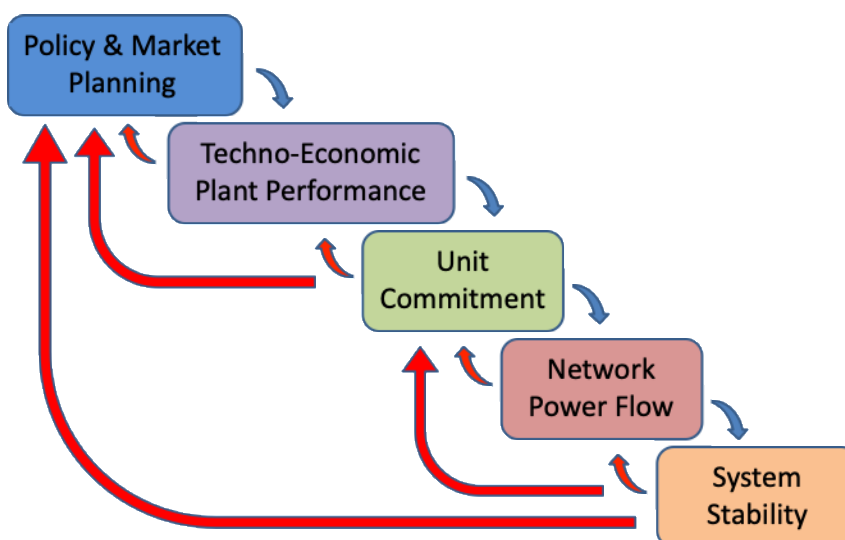 Policy & Market
Planning
Techno-Economic
Plant Performance
Unit
Commitment
Network
Power Flow
System
Stability